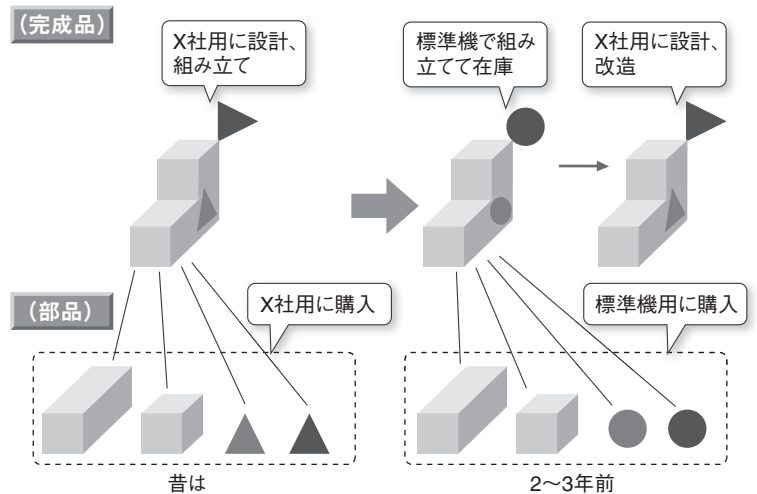 （完成品）
X社用に設計、
組み立て
標準機で組み
立てて在庫
X社用に設計、
改造
（部品）
X社用に購入
標準機用に購入
昔は
2～3年前